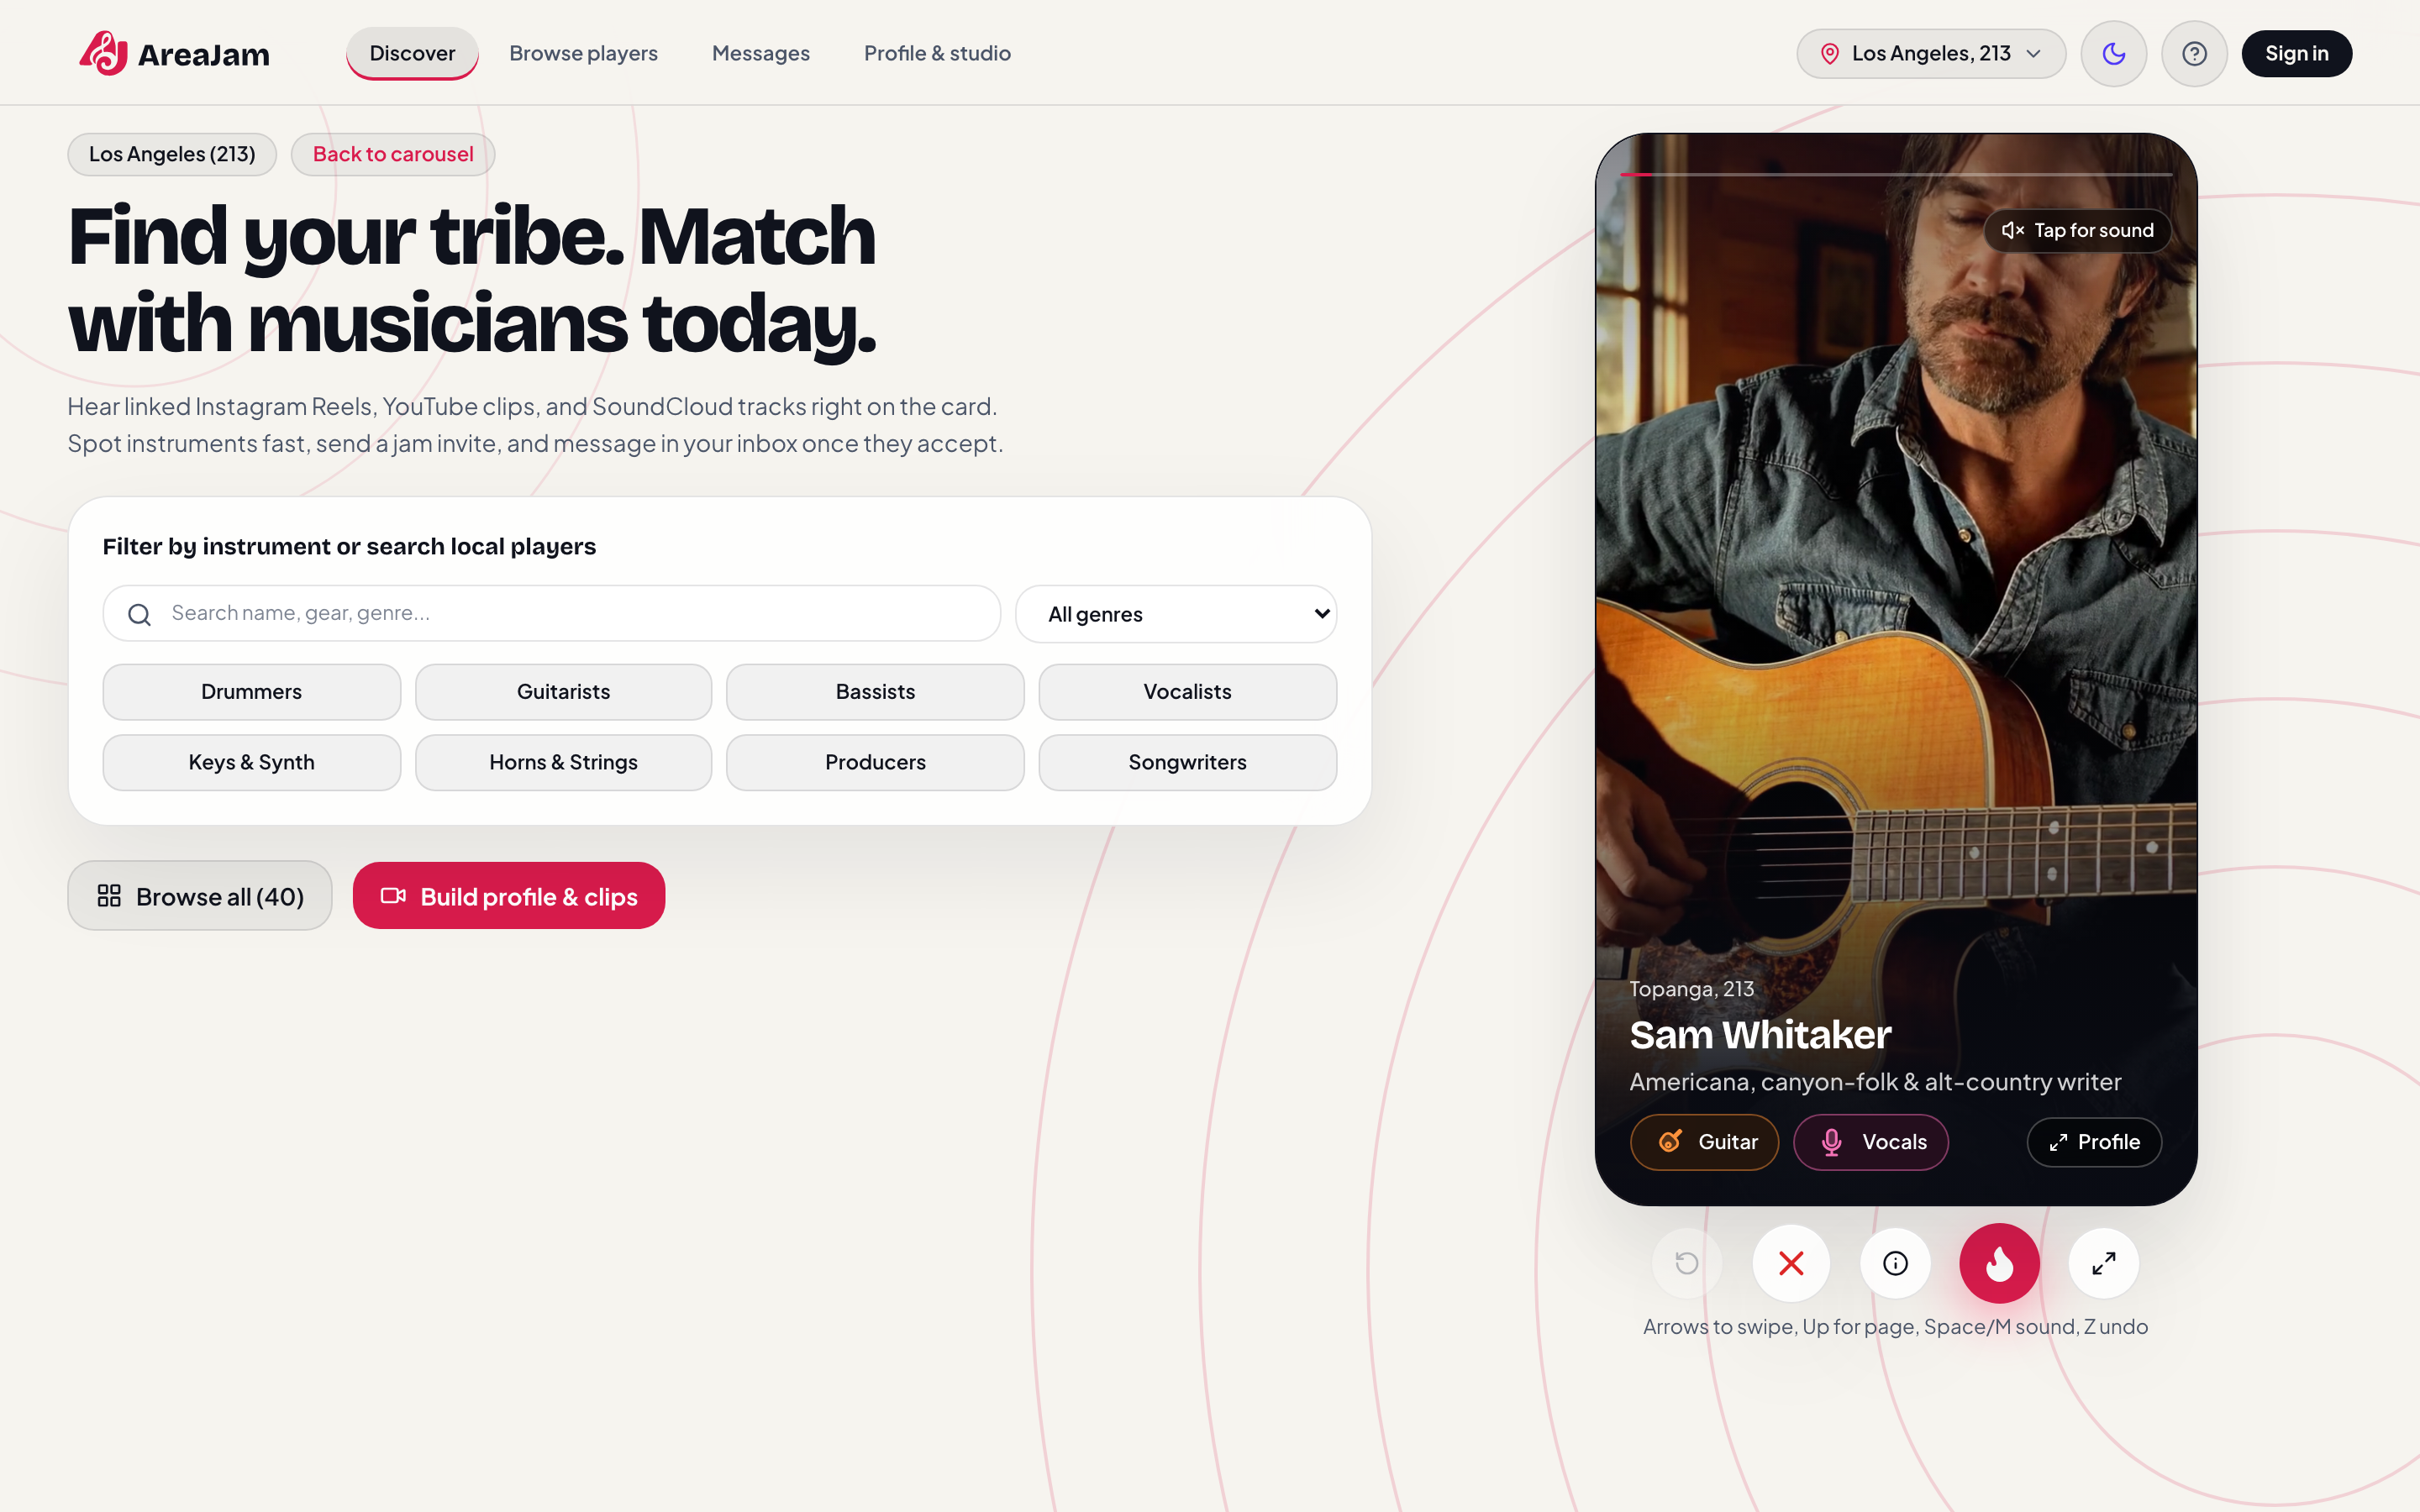 AreaJam
Discover
Browse players
Messages
Profile & studio
Los Angeles, 213
Sign in
Los Angeles (213)
Back to carousel
Find your tribe. Match
with musicians today.
Hear linked Instagram Reels, YouTube clips, and SoundCloud tracks right on the card.
Spot instruments fast, send a jam invite, and message in your inbox once they accept.
Filter by instrument or search local players
Search name, gear, genre...
All genres
Drummers
Guitarists
Bassists
Vocalists
Keys & Synth
Horns & Strings
Producers
Songwriters
Browse all (40)
Build profile & clips
Tap for sound
Topanga, 213
Sam Whitaker
Americana, canyon-folk & alt-country writer
Guitar
Vocals
Profile
Arrows to swipe, Up for page, Space/M sound, Z undo